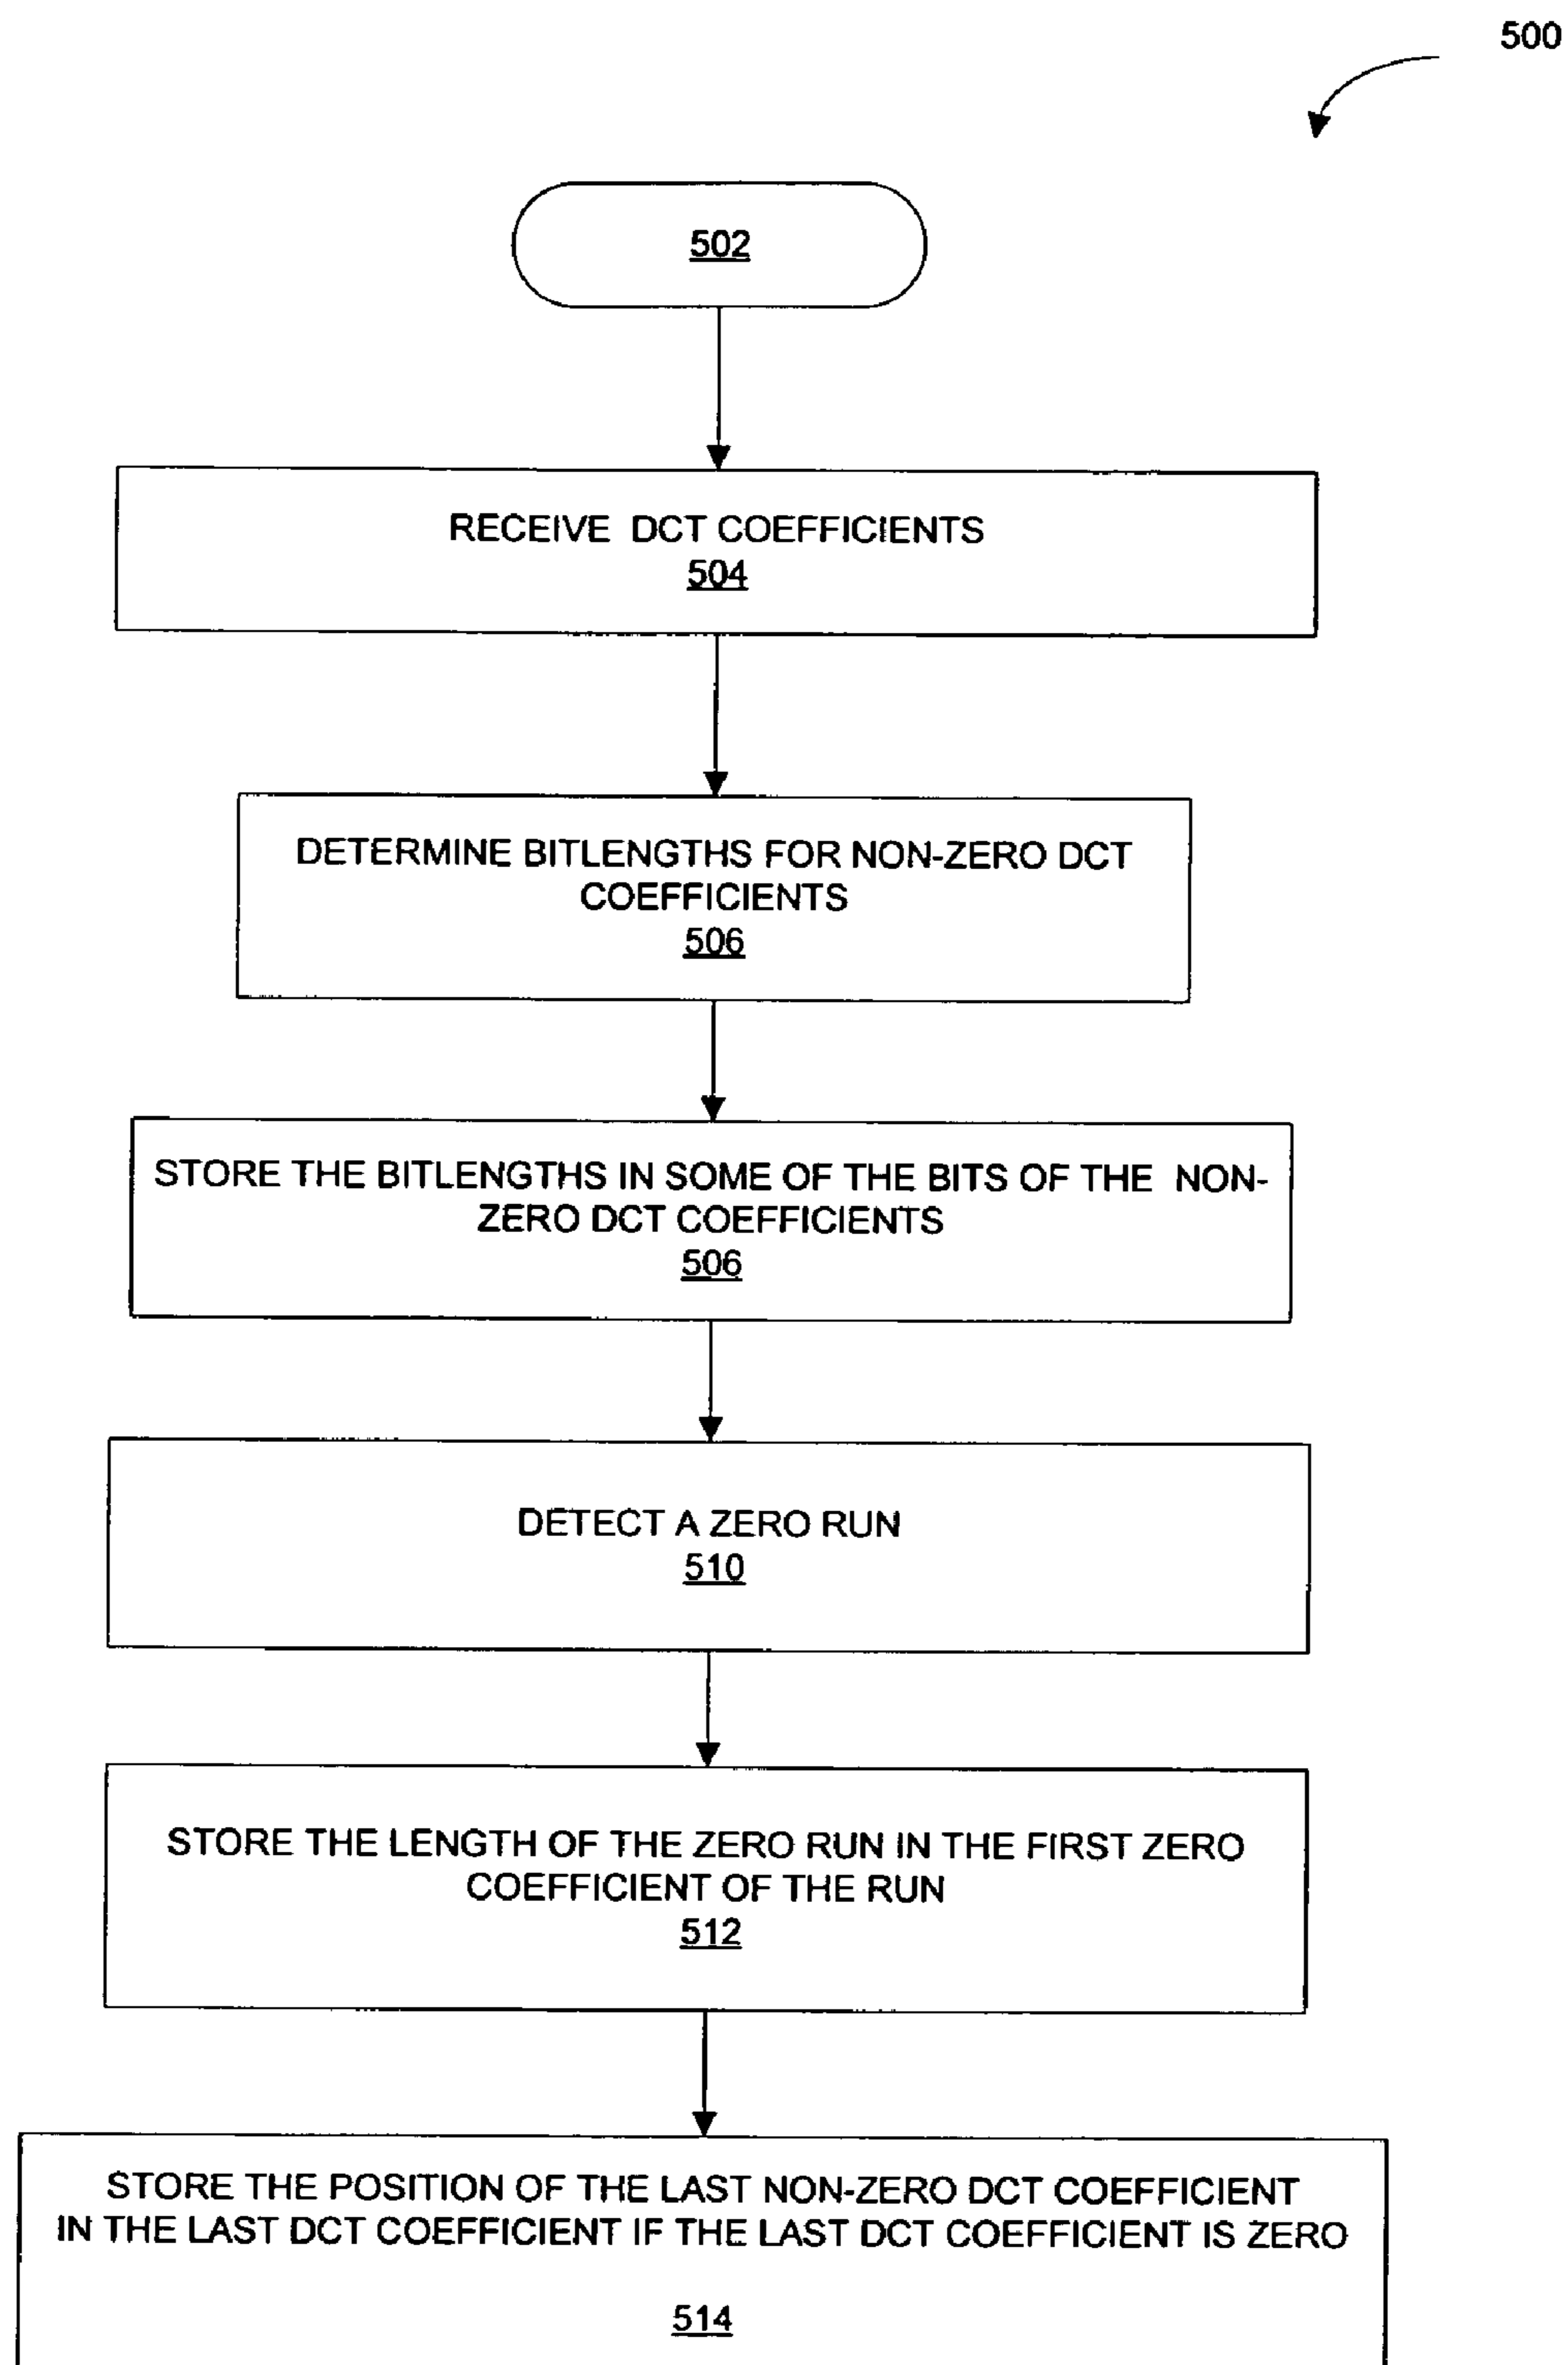 500
502
RECEIVE DCT COEFFICIENTS
504
DETERMINE BITLENGTHS FOR NON-ZERO DCT
COEFFICIENTS
506
STORE THE BITLENGTHS IN SOME OF THE BITS OF THE NON-
ZERO DCT COEFFICIENTS
506
DETECT A ZERO RUN
510
STORE THE LENGTH OF THE ZERO RUN IN THE FIRST ZERO
COEFFICIENT OF THE RUN
512
STORE THE POSITION OF THE LAST NON-ZERO DCT COEFFICIENT
IN THE LAST DCT COEFFICIENT IF THE LAST DCT COEFFICIENT IS ZERO
514